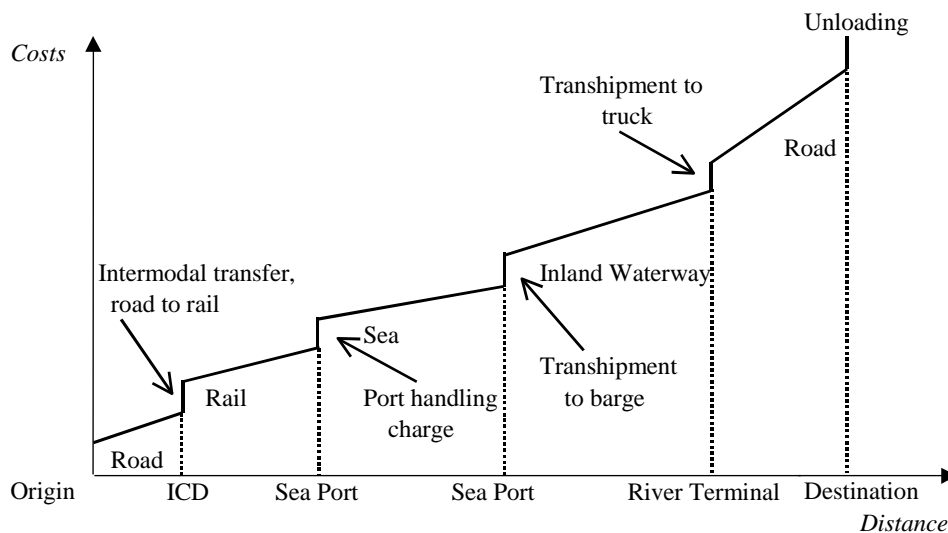 Unloading
Costs
Transhipment to
truck
Road
Intermodal transfer,
road to rail
Inland Waterway
Sea
Transhipment
to barge
Rail
Port handling
charge
Road
Origin
ICD
Sea Port
Sea Port
River Terminal
Destination
Distance